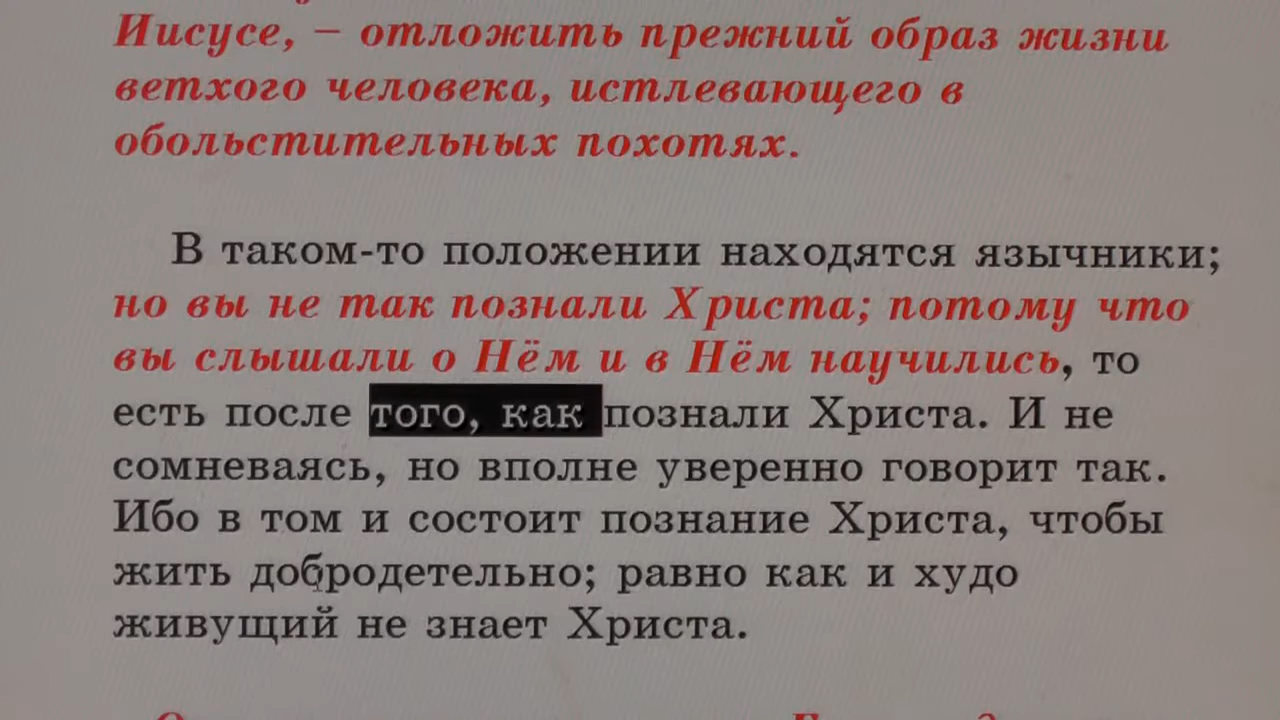 Иисусе, – отложить прежний образ жизни
ветхого человека, истлевающего в
обольстительных похотях.
В таком-то положении находятся язычники;
но вы не так познали Христа; потому что
вы слышали о Нём и в Нём научились, то
есть после того, как познали Христа. И не
сомневаясь, но вполне уверенно говорит так.
Ибо в том и состоит познание Христа, чтобы
жить добродетельно; равно как и худо
живущий не знает Христа.